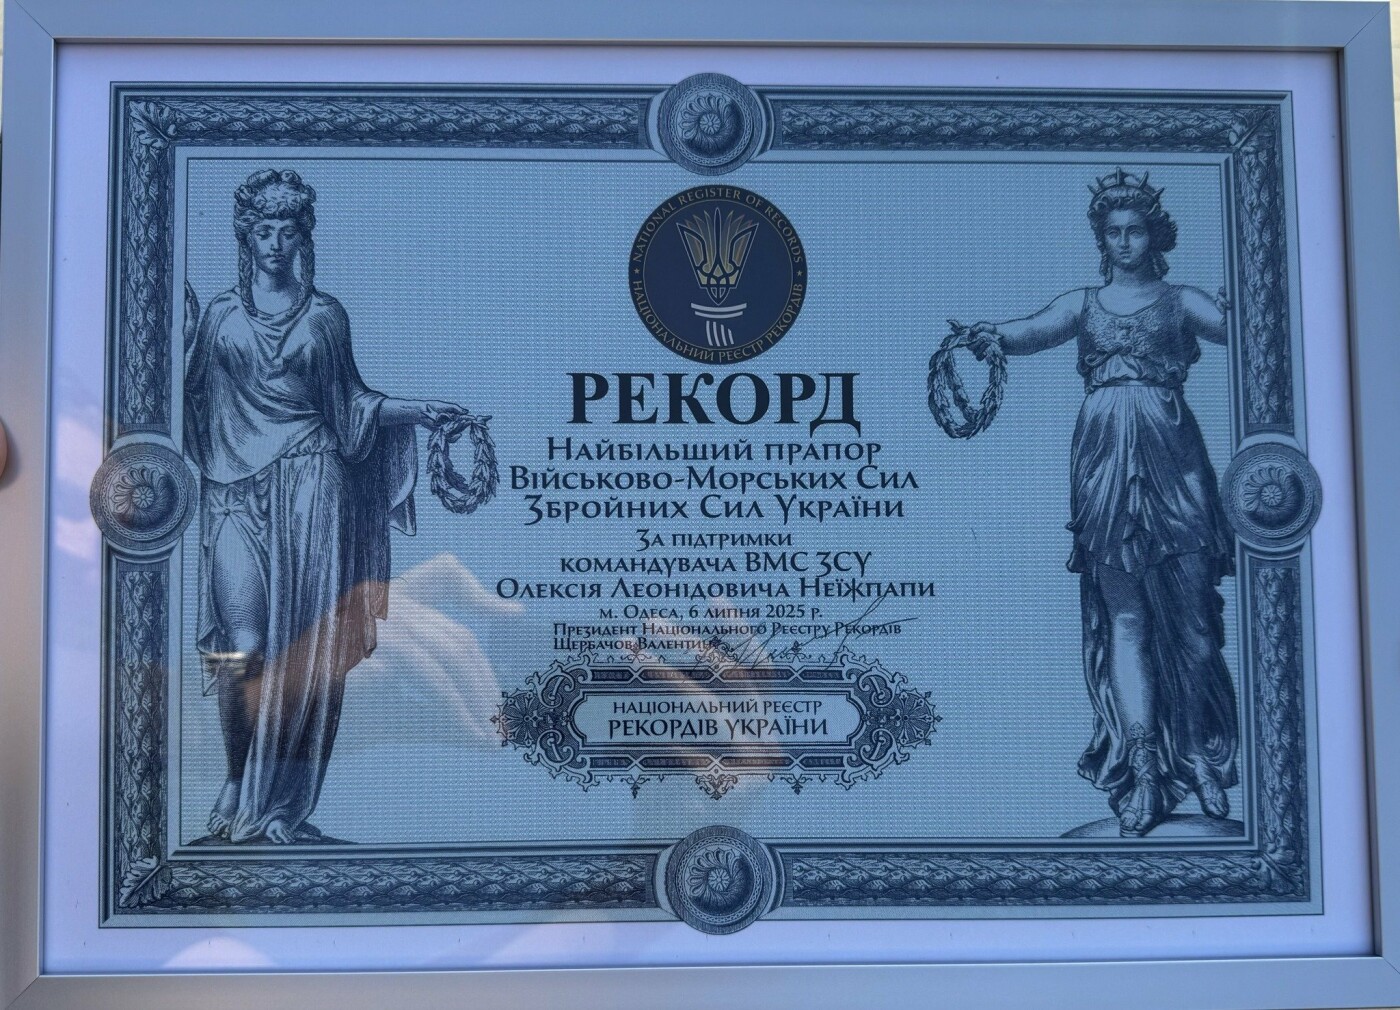 NATIONAL REGISTER OF RECORDS
НАЦІОНАЛЬНИЙ РЕЄСТР РЕКОРДІВ
РЕКОРД
Найбільший прапор
Військово-Морських Сил
Збройних Сил України
За підтримки
командувача ВМС ЗСУ
Олексія Леонідовича Неїжпапи
м. Одеса, 6 липня 2025 р.
Президент Національного Реєстру Рекордів
Щербачов Валентин
НАЦІОНАЛЬНИЙ РЕЄСТР
РЕКОРДІВ УКРАЇНИ